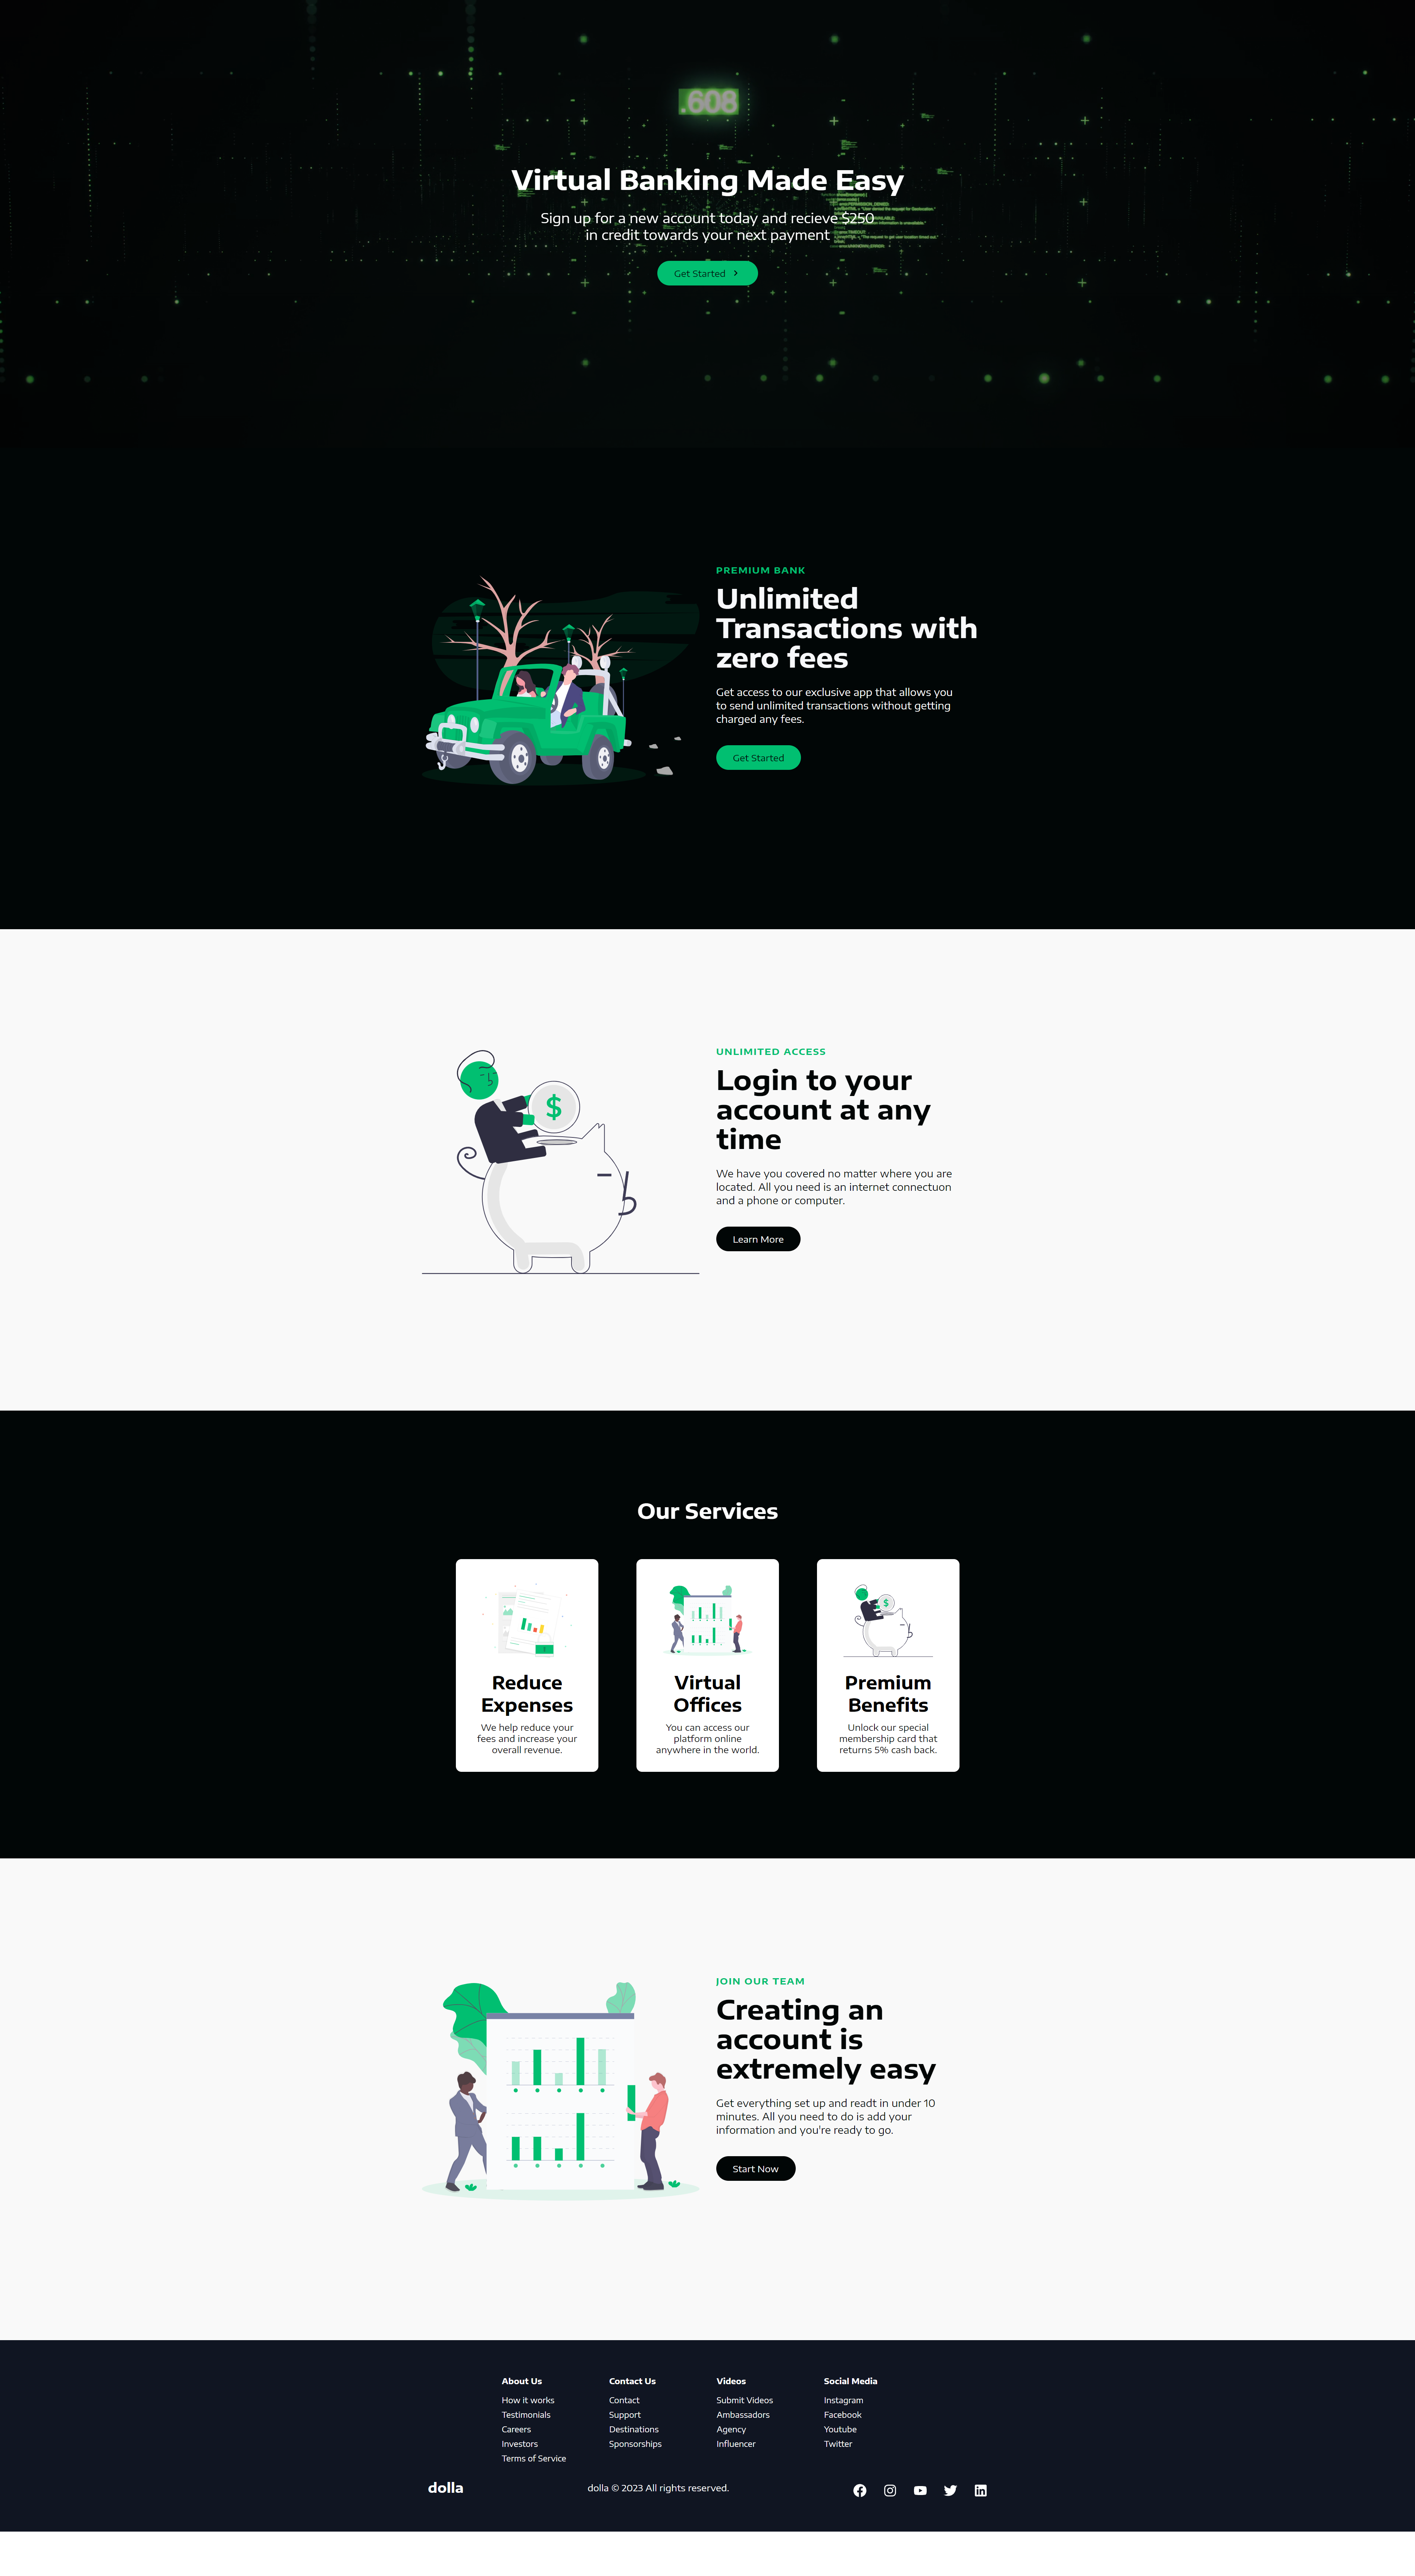 .608
Virtual Banking Made Easy
Sign up for a new account today and recieve $250
in credit towards your next payment
Get Started
PREMIUM BANK
Unlimited
Transactions with
zero fees
Get access to our exclusive app that allows you
to send unlimited transactions without getting
charged any fees.
Get Started
UNLIMITED ACCESS
Login to your
account at any
time
We have you covered no matter where you are
located. All you need is an internet connectuon
and a phone or computer.
Learn More
$
Our Services
Reduce
Expenses
We help reduce your
fees and increase your
overall revenue.
Virtual
Offices
You can access our
platform online
anywhere in the world.
$
Premium
Benefits
Unlock our special
membership card that
returns 5% cash back.
JOIN OUR TEAM
Creating an
account is
extremely easy
Get everything set up and readt in under 10
minutes. All you need to do is add your
information and you're ready to go.
Start Now
About Us
How it works
Testimonials
Careers
Investors
Terms of Service
Contact Us
Contact
Support
Destinations
Sponsorships
Videos
Submit Videos
Ambassadors
Agency
Influencer
Social Media
Instagram
Facebook
Youtube
Twitter
dolla
dolla © 2023 All rights reserved.